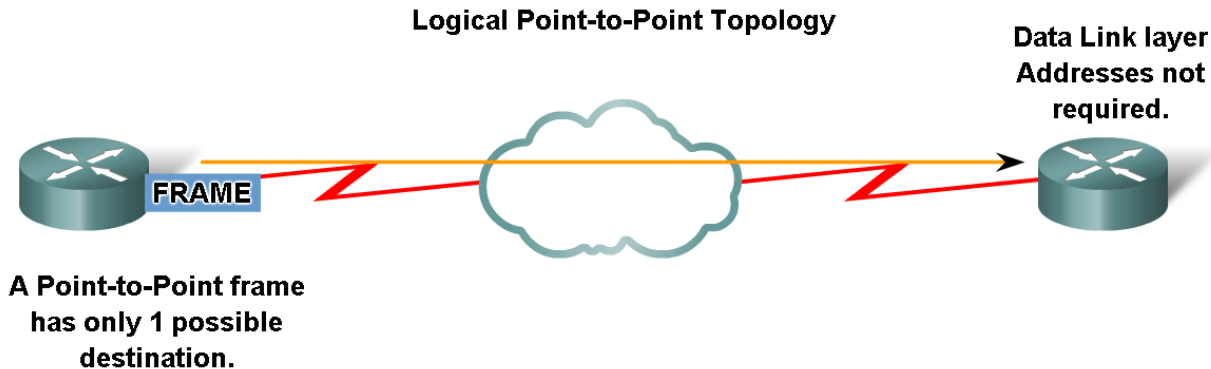 Logical Point-to-Point Topology
Data Link layer
Addresses not
required.
FRAME
A Point-to-Point frame
has only 1 possible
destination.